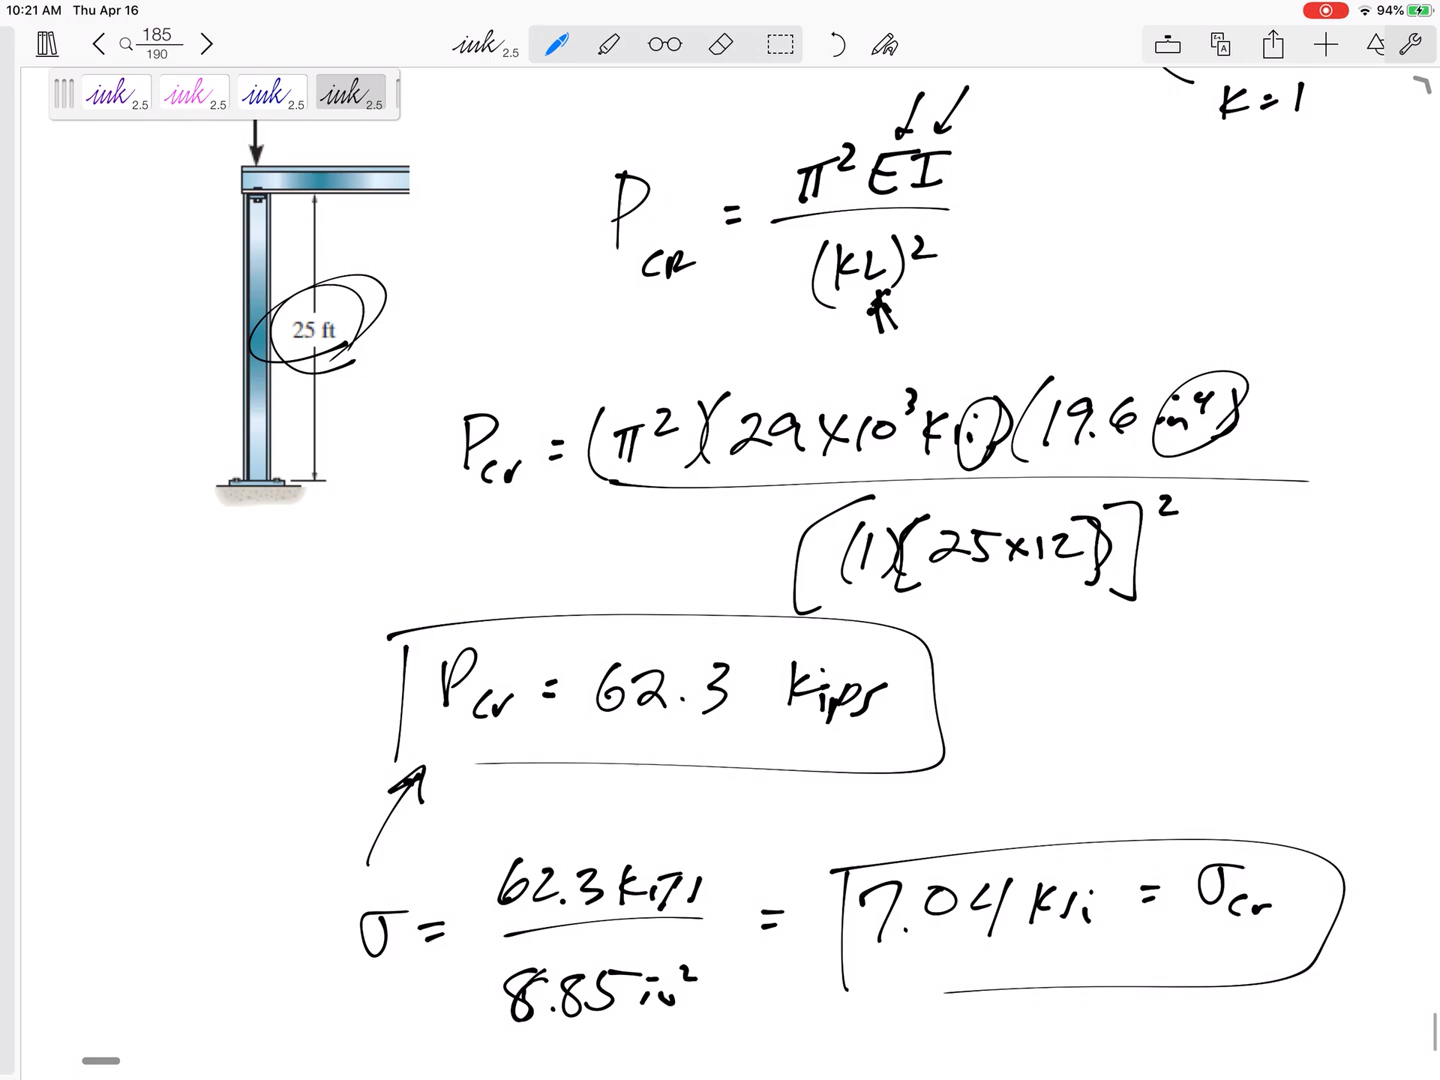 10:21 AM Thu Apr 16
94%
185
190
ink 2.5
ink 2.5 ink 2.5 ink 2.5 ink 2.5
K = 1
P_CR = π² E I / (KL)²
25 ft
P_cr = (π²)(29 × 10³ ksi)(19.6 in⁴) / [(1)[25×12]]²
P_cr = 62.3 kips
σ = 62.3 kips / 8.85 in² = 7.04 ksi = σ_cr